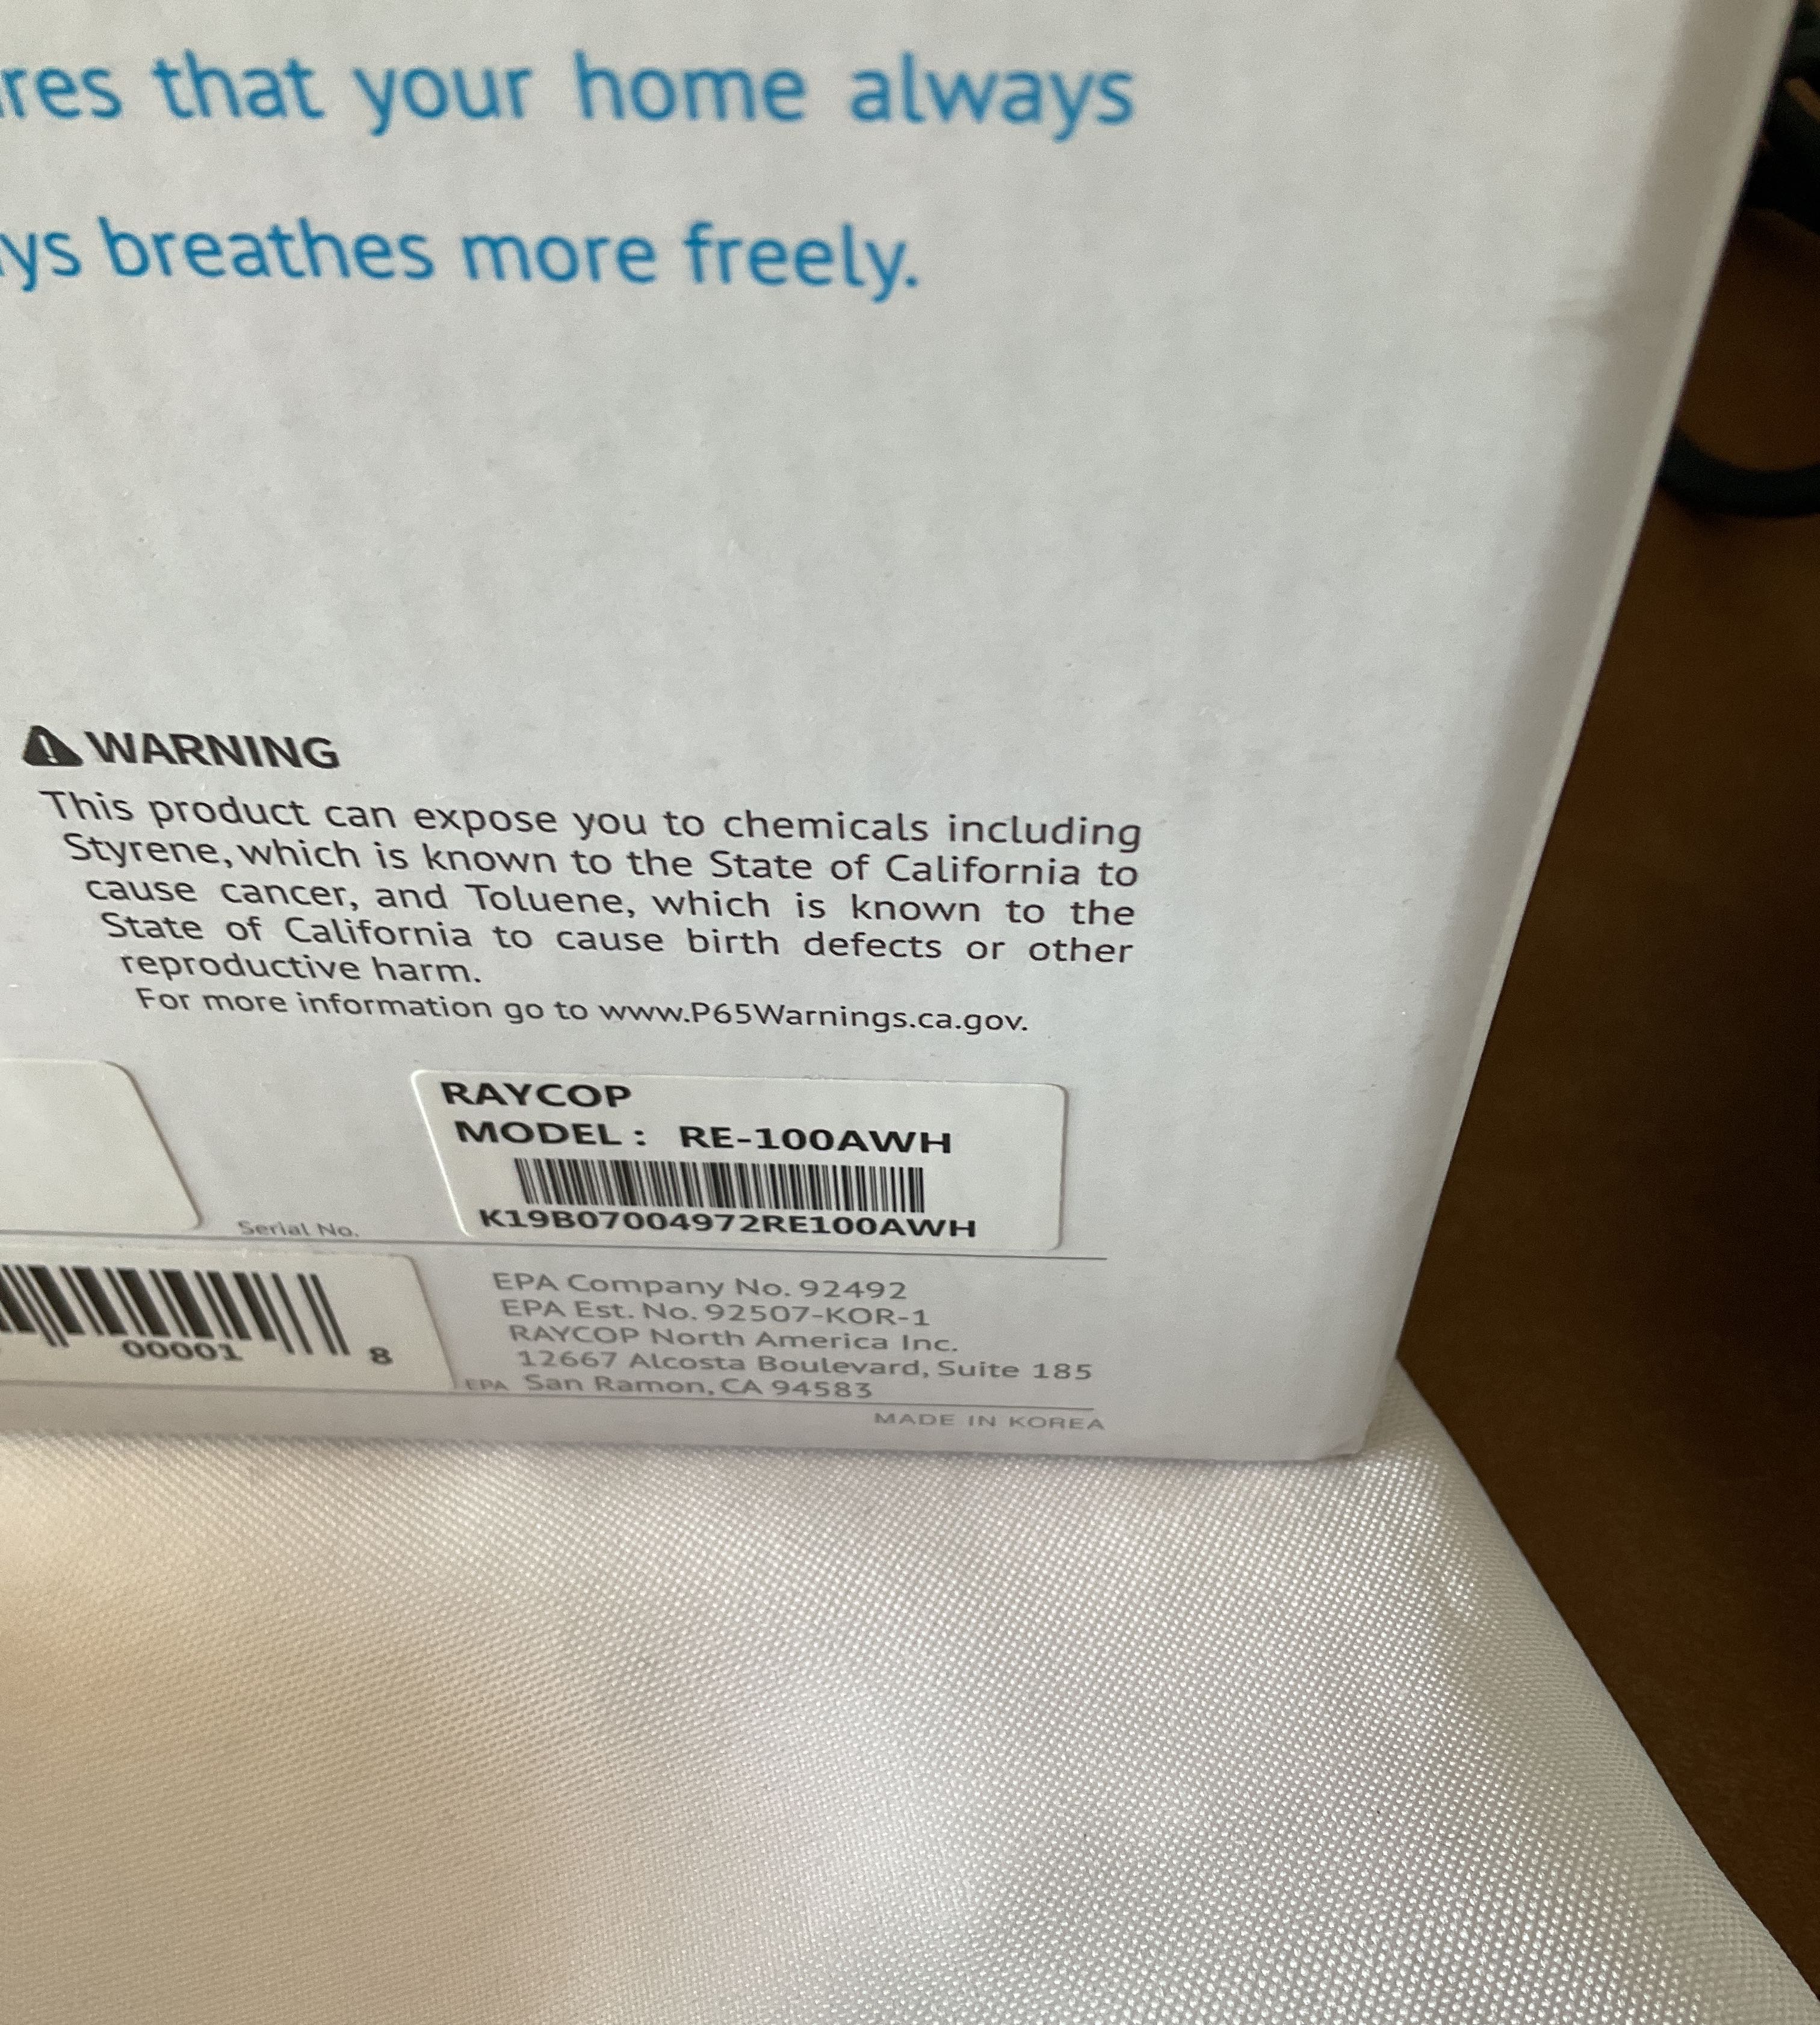 that your home always
breathes more freely.
WARNING
This product can expose you to chemicals including
Styrene, which is known to the State of California to
cause cancer, and Toluene, which is known to the
State of California to cause birth defects or other
reproductive harm.
For more information go to www.P65Warnings.ca.gov.
RAYCOP
MODEL : RE-100AWH
K19B07004972RE100AWH
Serial No.
00001 8
EPA Company No. 92492
EPA Est. No. 92507-KOR-1
RAYCOP North America Inc.
12667 Alcosta Boulevard, Suite 185
EPA San Ramon, CA 94583
MADE IN KOREA